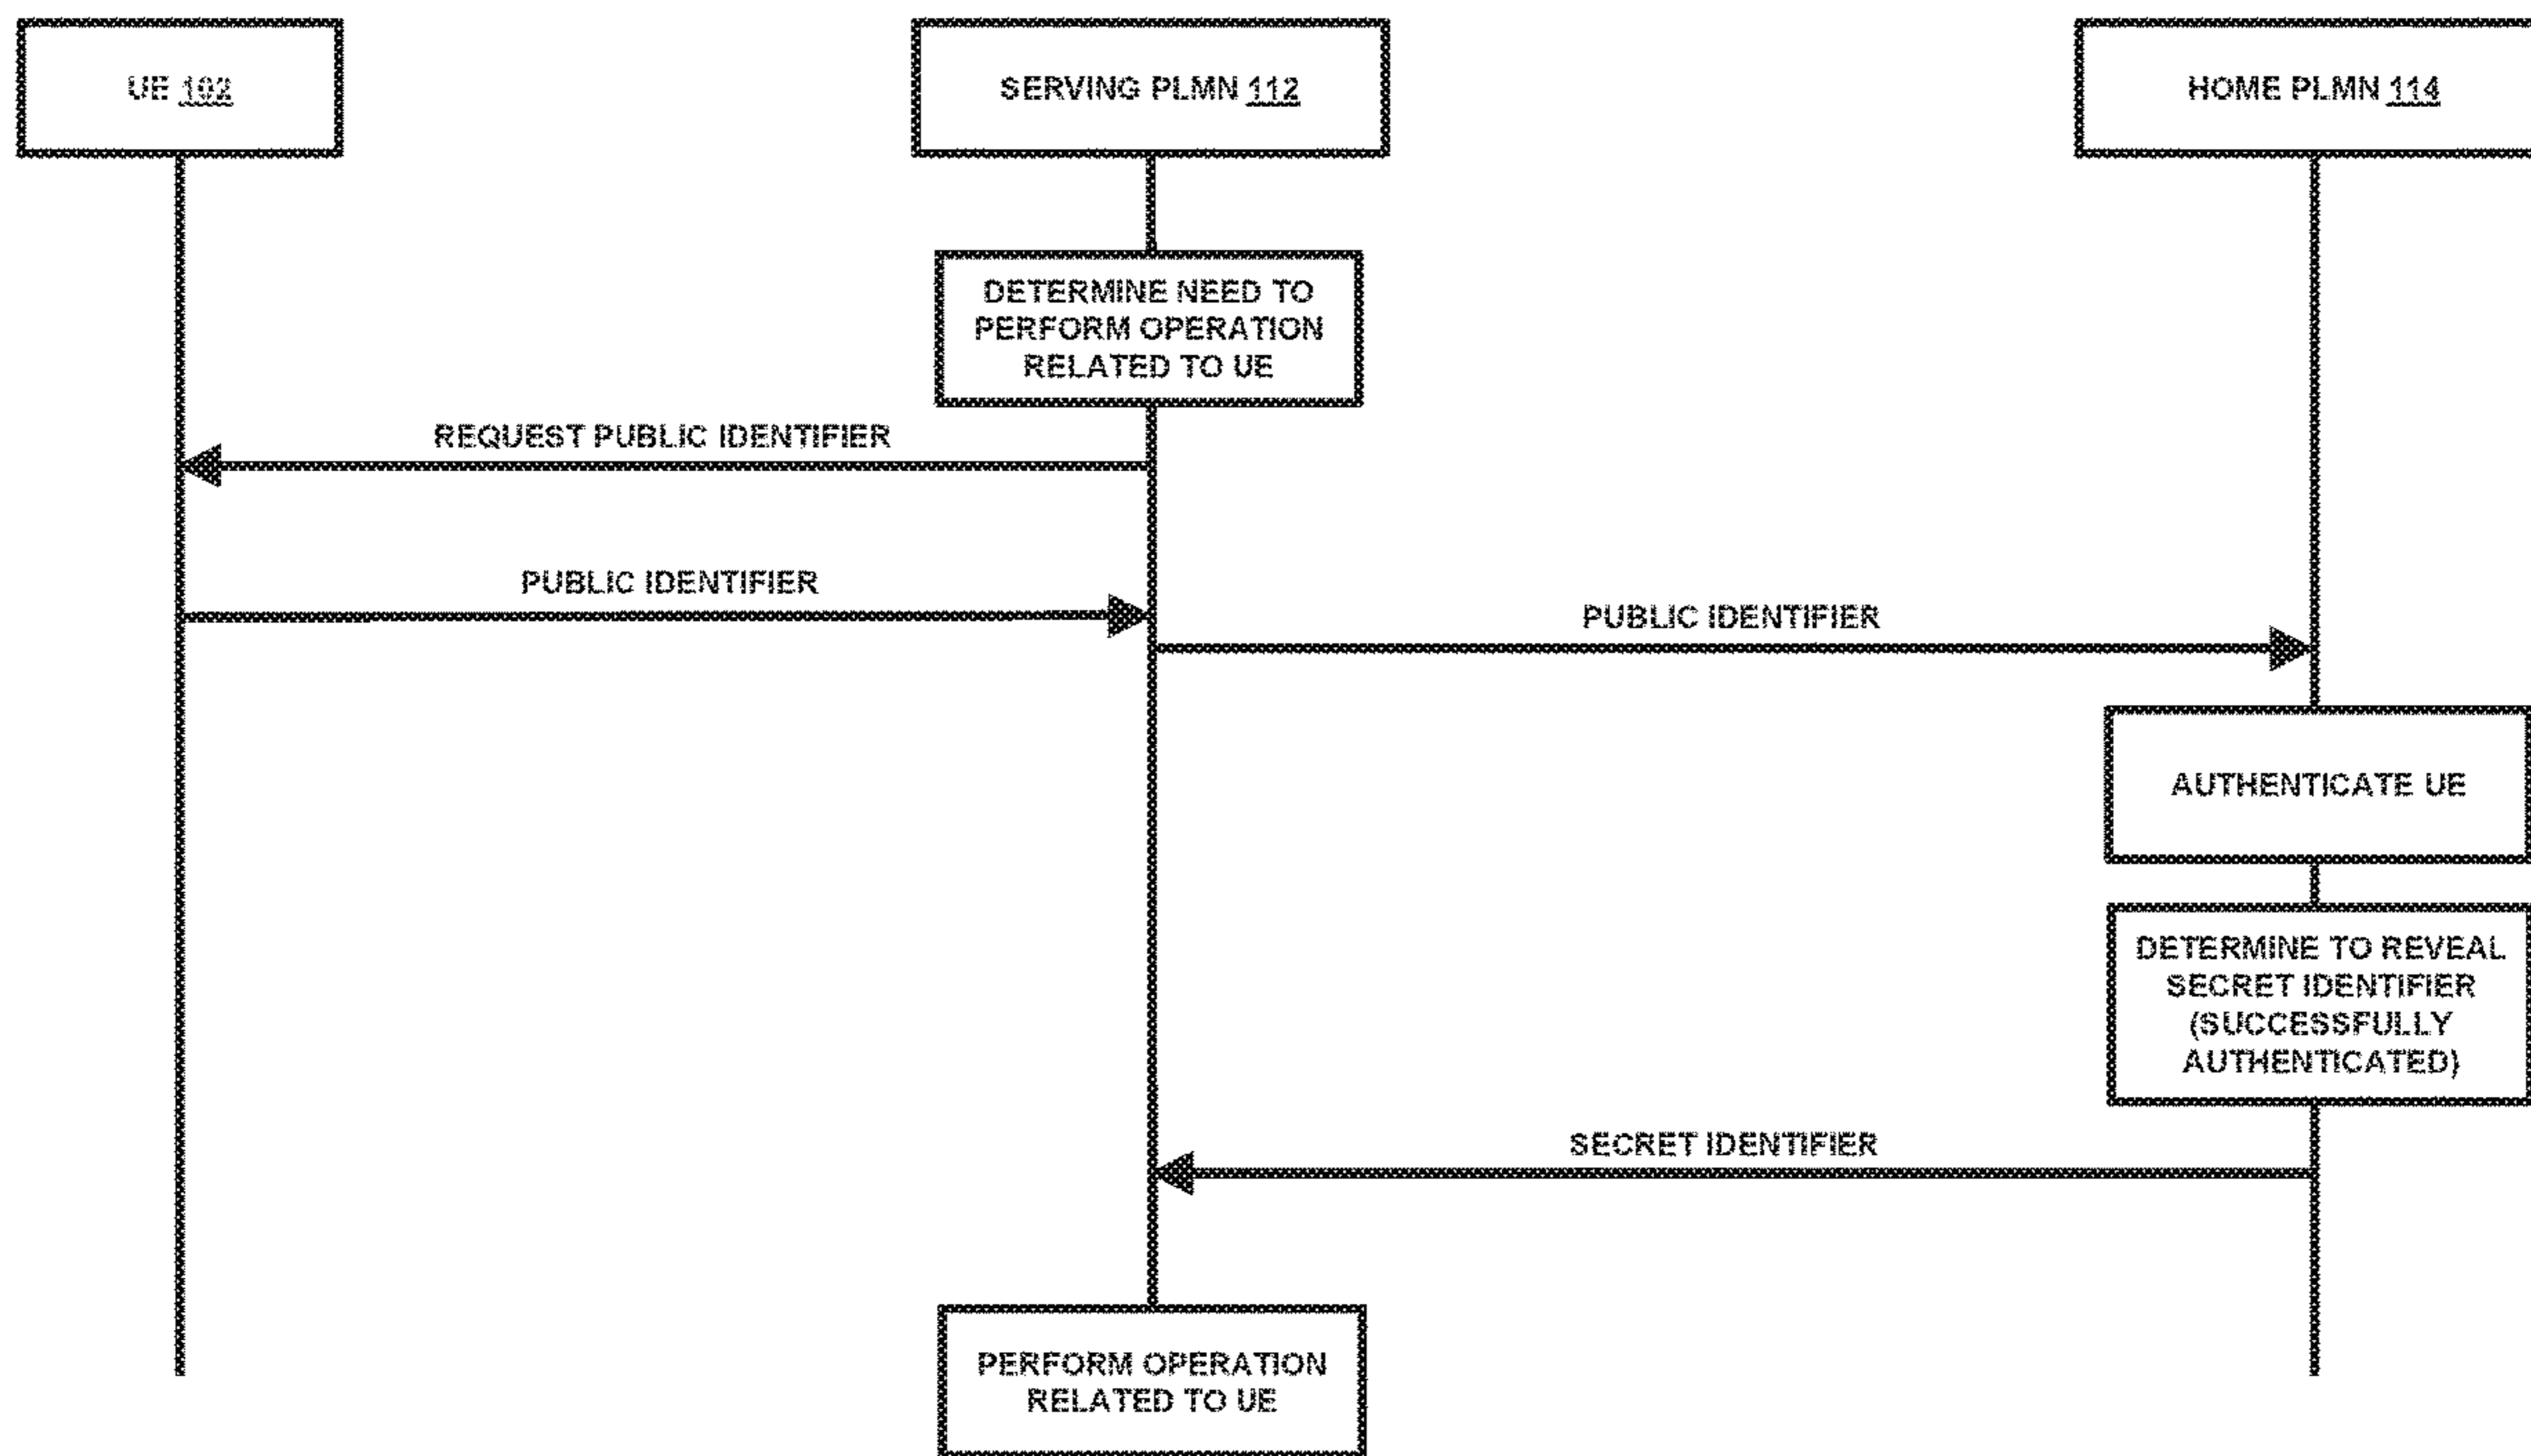 UE 102
SERVING PLMN 112
HOME PLMN 114
DETERMINE NEED TO
PERFORM OPERATION
RELATED TO UE
REQUEST PUBLIC IDENTIFIER
PUBLIC IDENTIFIER
PUBLIC IDENTIFIER
AUTHENTICATE UE
DETERMINE TO REVEAL
SECRET IDENTIFIER
(SUCCESSFULLY
AUTHENTICATED)
SECRET IDENTIFIER
PERFORM OPERATION
RELATED TO UE